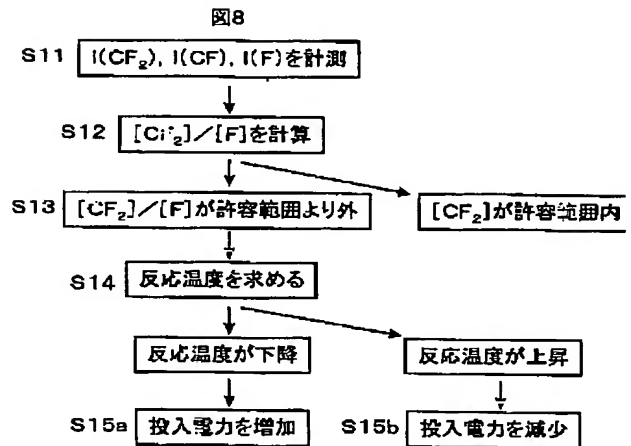 図8
S11 I(CF₂), I(CF), I(F)を計測
S12 [CF₂]/[F]を計算
S13 [CF₂]/[F]が許容範囲より外
[CF₂]が許容範囲内
S14 反応温度を求める
反応温度が下降
反応温度が上昇
S15a 投入電力を増加
S15b 投入電力を減少